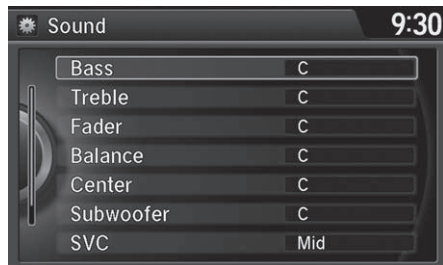 Sound 9:30
Bass C
Treble C
Fader C
Balance C
Center C
Subwoofer C
SVC Mid